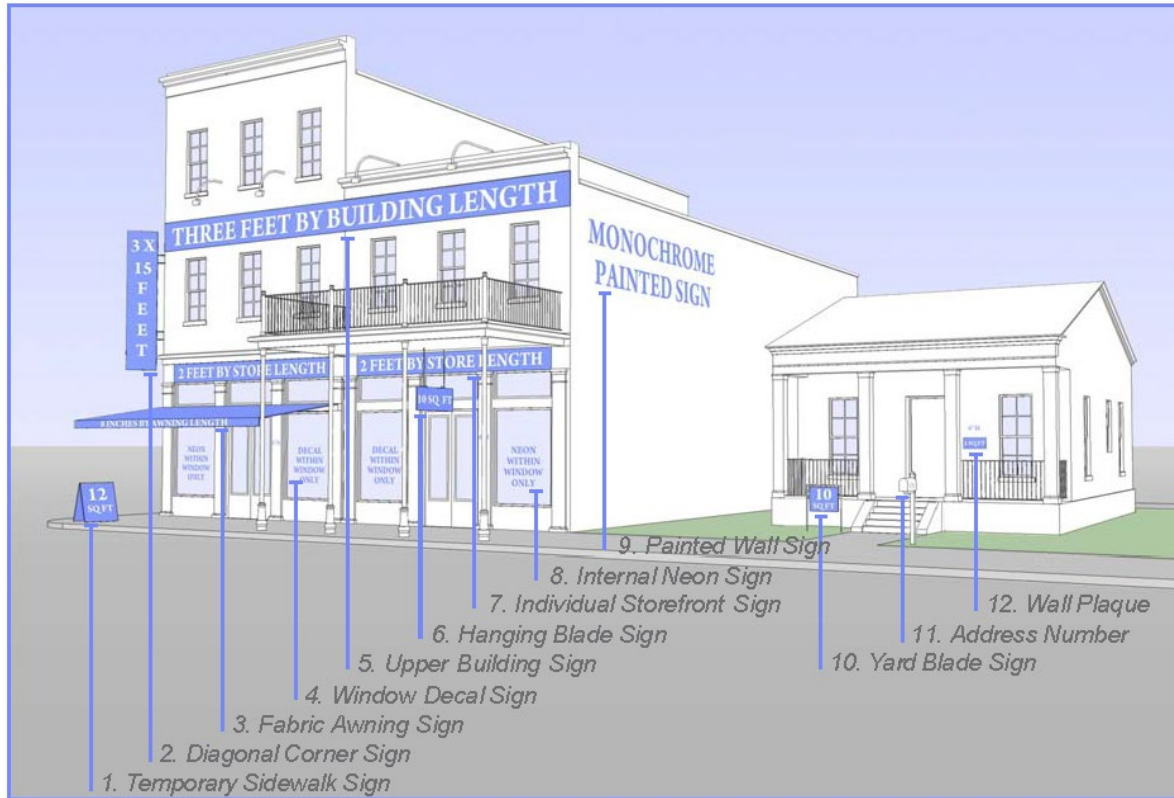 THREE FEET BY BUILDING LENGTH
MONOCHROME
PAINTED SIGN
3 X
15
F
E
E
T
2 FEET BY STORE LENGTH
2 FEET BY STORE LENGTH
10 SQ FT
8 INCHES BY AWNING LENGTH
NEON
WITHIN
WINDOW
ONLY
DECAL
WITHIN
WINDOW
ONLY
DECAL
WITHIN
WINDOW
ONLY
NEON
WITHIN
WINDOW
ONLY
12
SQ FT
10
SQ FT
9. Painted Wall Sign
8. Internal Neon Sign
7. Individual Storefront Sign
6. Hanging Blade Sign
5. Upper Building Sign
4. Window Decal Sign
3. Fabric Awning Sign
2. Diagonal Corner Sign
1. Temporary Sidewalk Sign
12. Wall Plaque
11. Address Number
10. Yard Blade Sign